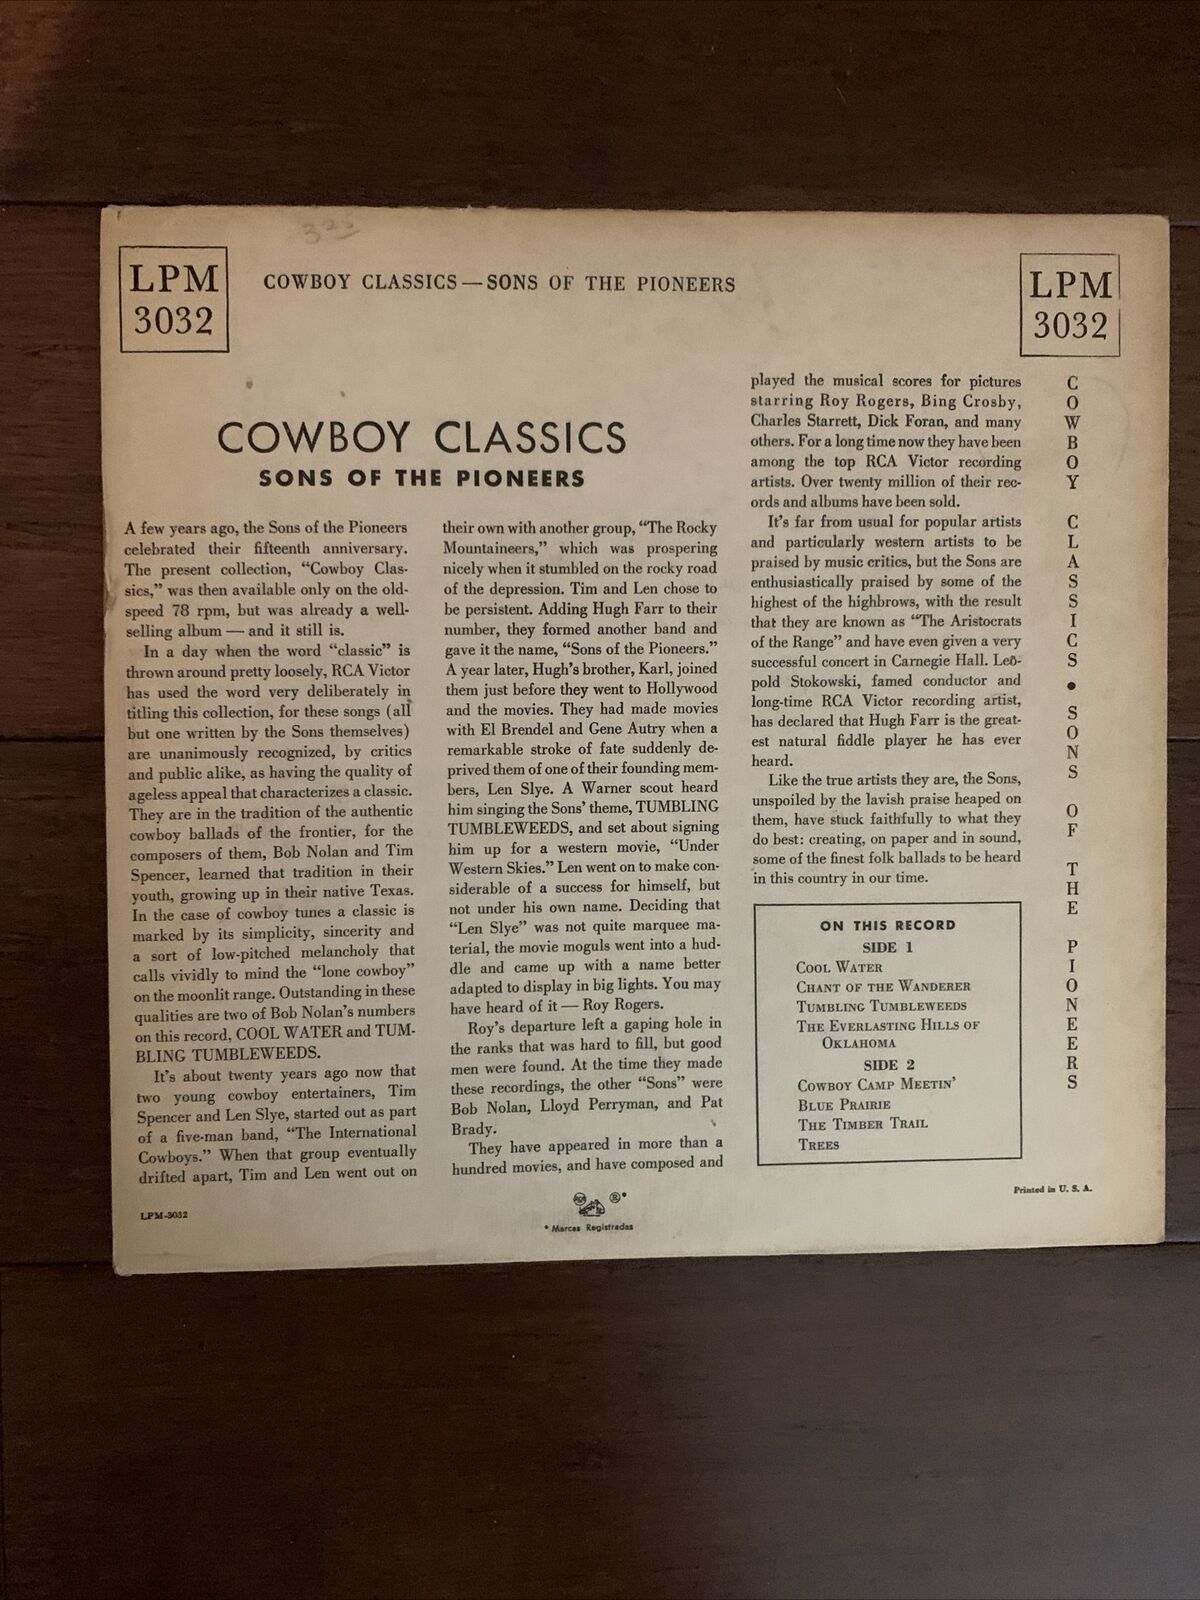 3 25
LPM
3032
COWBOY CLASSICS—SONS OF THE PIONEERS
LPM
3032
COWBOY CLASSICS
SONS OF THE PIONEERS
A few years ago, the Sons of the Pioneers
celebrated their fifteenth anniversary.
The present collection, “Cowboy Clas-
sics,” was then available only on the old-
speed 78 rpm, but was already a well-
selling album — and it still is.
In a day when the word “classic” is
thrown around pretty loosely, RCA Victor
has used the word very deliberately in
titling this collection, for these songs (all
but one written by the Sons themselves)
are unanimously recognized, by critics
and public alike, as having the quality of
ageless appeal that characterizes a classic.
They are in the tradition of the authentic
cowboy ballads of the frontier, for the
composers of them, Bob Nolan and Tim
Spencer, learned that tradition in their
youth, growing up in their native Texas.
In the case of cowboy tunes a classic is
marked by its simplicity, sincerity and
a sort of low-pitched melancholy that
calls vividly to mind the “lone cowboy”
on the moonlit range. Outstanding in these
qualities are two of Bob Nolan’s numbers
on this record, COOL WATER and TUM-
BLING TUMBLEWEEDS.
It’s about twenty years ago now that
two young cowboy entertainers, Tim
Spencer and Len Slye, started out as part
of a five-man band, “The International
Cowboys.” When that group eventually
drifted apart, Tim and Len went out on
their own with another group, “The Rocky
Mountaineers,” which was prospering
nicely when it stumbled on the rocky road
of the depression. Tim and Len chose to
be persistent. Adding Hugh Farr to their
number, they formed another band and
gave it the name, “Sons of the Pioneers.”
A year later, Hugh’s brother, Karl, joined
them just before they went to Hollywood
and the movies. They had made movies
with El Brendel and Gene Autry when a
remarkable stroke of fate suddenly de-
prived them of one of their founding mem-
bers, Len Slye. A Warner scout heard
him singing the Sons’ theme, TUMBLING
TUMBLEWEEDS, and set about signing
him up for a western movie, “Under
Western Skies.” Len went on to make con-
siderable of a success for himself, but
not under his own name. Deciding that
“Len Slye” was not quite marquee ma-
terial, the movie moguls went into a hud-
dle and came up with a name better
adapted to display in big lights. You may
have heard of it — Roy Rogers.
Roy’s departure left a gaping hole in
the ranks that was hard to fill, but good
men were found. At the time they made
these recordings, the other “Sons” were
Bob Nolan, Lloyd Perryman, and Pat
Brady.
They have appeared in more than a
hundred movies, and have composed and
played the musical scores for pictures
starring Roy Rogers, Bing Crosby,
Charles Starrett, Dick Foran, and many
others. For a long time now they have been
among the top RCA Victor recording
artists. Over twenty million of their rec-
ords and albums have been sold.
It’s far from usual for popular artists
and particularly western artists to be
praised by music critics, but the Sons are
enthusiastically praised by some of the
highest of the highbrows, with the result
that they are known as “The Aristocrats
of the Range” and have even given a very
successful concert in Carnegie Hall. Leo-
pold Stokowski, famed conductor and
long-time RCA Victor recording artist,
has declared that Hugh Farr is the great-
est natural fiddle player he has ever
heard.
Like the true artists they are, the Sons,
unspoiled by the lavish praise heaped on
them, have stuck faithfully to what they
do best: creating, on paper and in sound,
some of the finest folk ballads to be heard
in this country in our time.
ON THIS RECORD
SIDE 1
COOL WATER
CHANT OF THE WANDERER
TUMBLING TUMBLEWEEDS
THE EVERLASTING HILLS OF
OKLAHOMA
SIDE 2
COWBOY CAMP MEETIN’
BLUE PRAIRIE
THE TIMBER TRAIL
TREES
COWBOY CLASSICS • SONS OF THE PIONEERS
Printed in U. S. A.
LPM-3032
RCA ®*
* Marcas Registradas